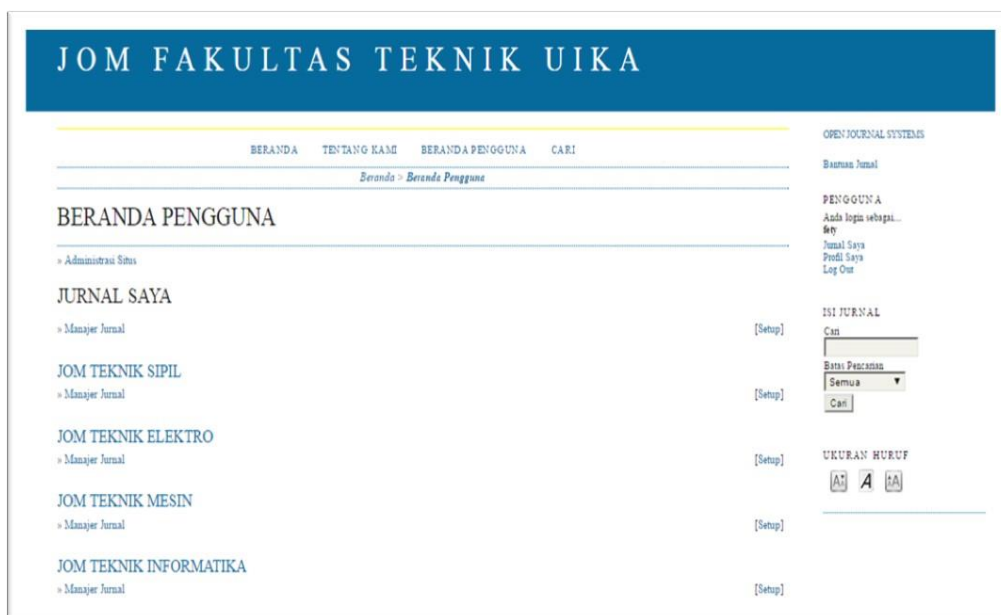 JOM FAKULTAS TEKNIK UIKA
BERANDA TENTANG KAMI BERANDA PENGGUNA CARI
Beranda > Beranda Pengguna
BERANDA PENGGUNA
» Administrasi Situs
JURNAL SAYA
» Manajer Jurnal [Setup]
JOM TEKNIK SIPIL
» Manajer Jurnal [Setup]
JOM TEKNIK ELEKTRO
» Manajer Jurnal [Setup]
JOM TEKNIK MESIN
» Manajer Jurnal [Setup]
JOM TEKNIK INFORMATIKA
» Manajer Jurnal [Setup]
OPEN JOURNAL SYSTEMS
Bantuan Jurnal
PENGGUNA
Anda login sebagai...
fety
Jurnal Saya
Profil Saya
Log Out
ISI JURNAL
Cari
Batas Pencarian
Semua
Cari
UKURAN HURUF
A A A